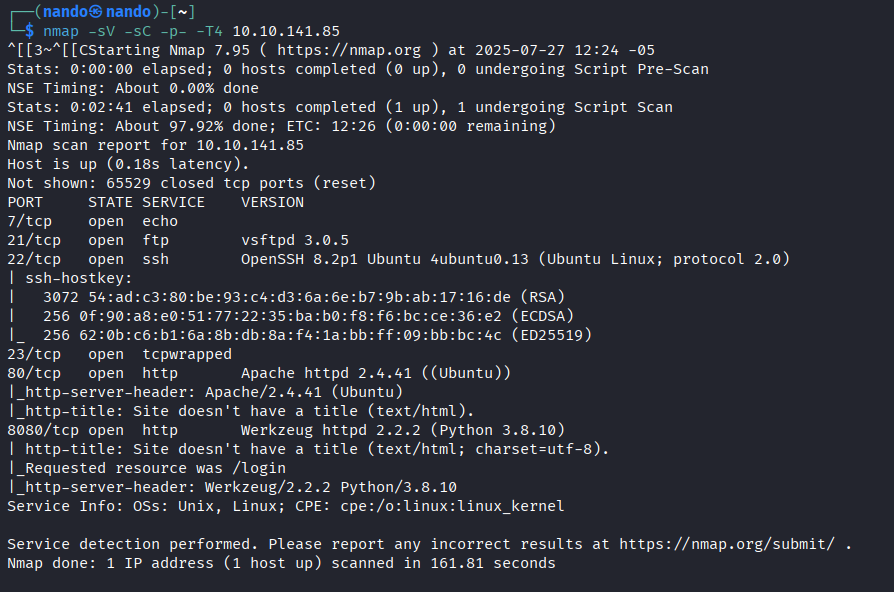 ┌──(nando㉿nando)-[~]
└─$ nmap -sV -sC -p- -T4 10.10.141.85
^[[3~^[[CStarting Nmap 7.95 ( https://nmap.org ) at 2025-07-27 12:24 -05
Stats: 0:00:00 elapsed; 0 hosts completed (0 up), 0 undergoing Script Pre-Scan
NSE Timing: About 0.00% done
Stats: 0:02:41 elapsed; 0 hosts completed (1 up), 1 undergoing Script Scan
NSE Timing: About 97.92% done; ETC: 12:26 (0:00:00 remaining)
Nmap scan report for 10.10.141.85
Host is up (0.18s latency).
Not shown: 65529 closed tcp ports (reset)
PORT     STATE SERVICE    VERSION
7/tcp    open  echo
21/tcp   open  ftp        vsftpd 3.0.5
22/tcp   open  ssh        OpenSSH 8.2p1 Ubuntu 4ubuntu0.13 (Ubuntu Linux; protocol 2.0)
| ssh-hostkey:
|   3072 54:ad:c3:80:be:93:c4:d3:6a:6e:b7:9b:ab:17:16:de (RSA)
|   256 0f:90:a8:e0:51:77:22:35:ba:b0:f8:f6:bc:ce:36:e2 (ECDSA)
|_  256 62:0b:c6:b1:6a:8b:db:8a:f4:1a:bb:ff:09:bb:bc:4c (ED25519)
23/tcp   open  tcpwrapped
80/tcp   open  http       Apache httpd 2.4.41 ((Ubuntu))
|_http-server-header: Apache/2.4.41 (Ubuntu)
|_http-title: Site doesn't have a title (text/html).
8080/tcp open  http       Werkzeug httpd 2.2.2 (Python 3.8.10)
| http-title: Site doesn't have a title (text/html; charset=utf-8).
|_Requested resource was /login
|_http-server-header: Werkzeug/2.2.2 Python/3.8.10
Service Info: OSs: Unix, Linux; CPE: cpe:/o:linux:linux_kernel

Service detection performed. Please report any incorrect results at https://nmap.org/submit/ .
Nmap done: 1 IP address (1 host up) scanned in 161.81 seconds